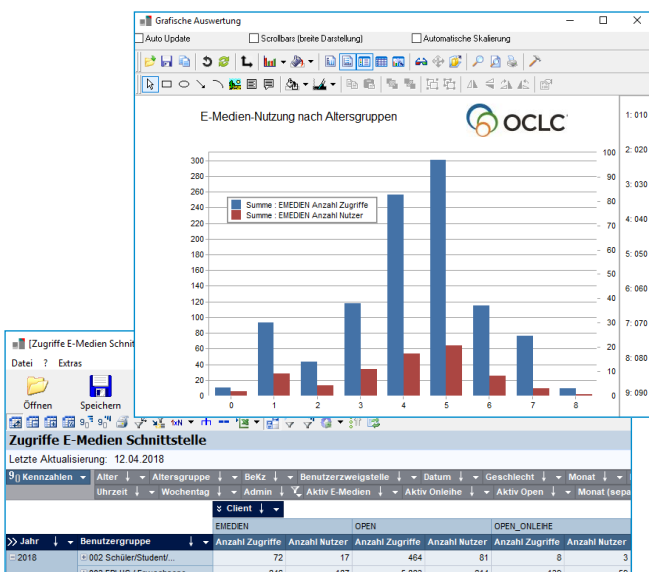 Grafische Auswertung
Auto Update Scrollbars (breite Darstellung) Automatische Skalierung
E-Medien-Nutzung nach Altersgruppen
OCLC
1: 010
2: 020
3: 030
4: 040
5: 050
6: 060
7: 070
8: 080
9: 090
300
280
260
240
220
200
180
160
140
120
100
80
60
40
20
0
100
90
80
70
60
50
40
30
20
10
0
Summe : EMEDIEN Anzahl Zugriffe
Summe : EMEDIEN Anzahl Nutzer
0 1 2 3 4 5 6 7 8
[Zugriffe E-Medien Schnit
Datei ? Extras
Öffnen Speichern
Zugriffe E-Medien Schnittstelle
Letzte Aktualisierung: 12.04.2018
Kennzahlen Alter Altersgruppe BeKz Benutzerzweigstelle Datum Geschlecht Monat
Uhrzeit Wochentag Admin Aktiv E-Medien Aktiv Onleihe Aktiv Open Monat (sepa
Client
EMEDIEN OPEN OPEN_ONLEIHE
Jahr Benutzergruppe Anzahl Zugriffe Anzahl Nutzer Anzahl Zugriffe Anzahl Nutzer Anzahl Zugriffe Anzahl Nutzer
2018 002 Schüler/Student/... 72 17 464 81 8 3